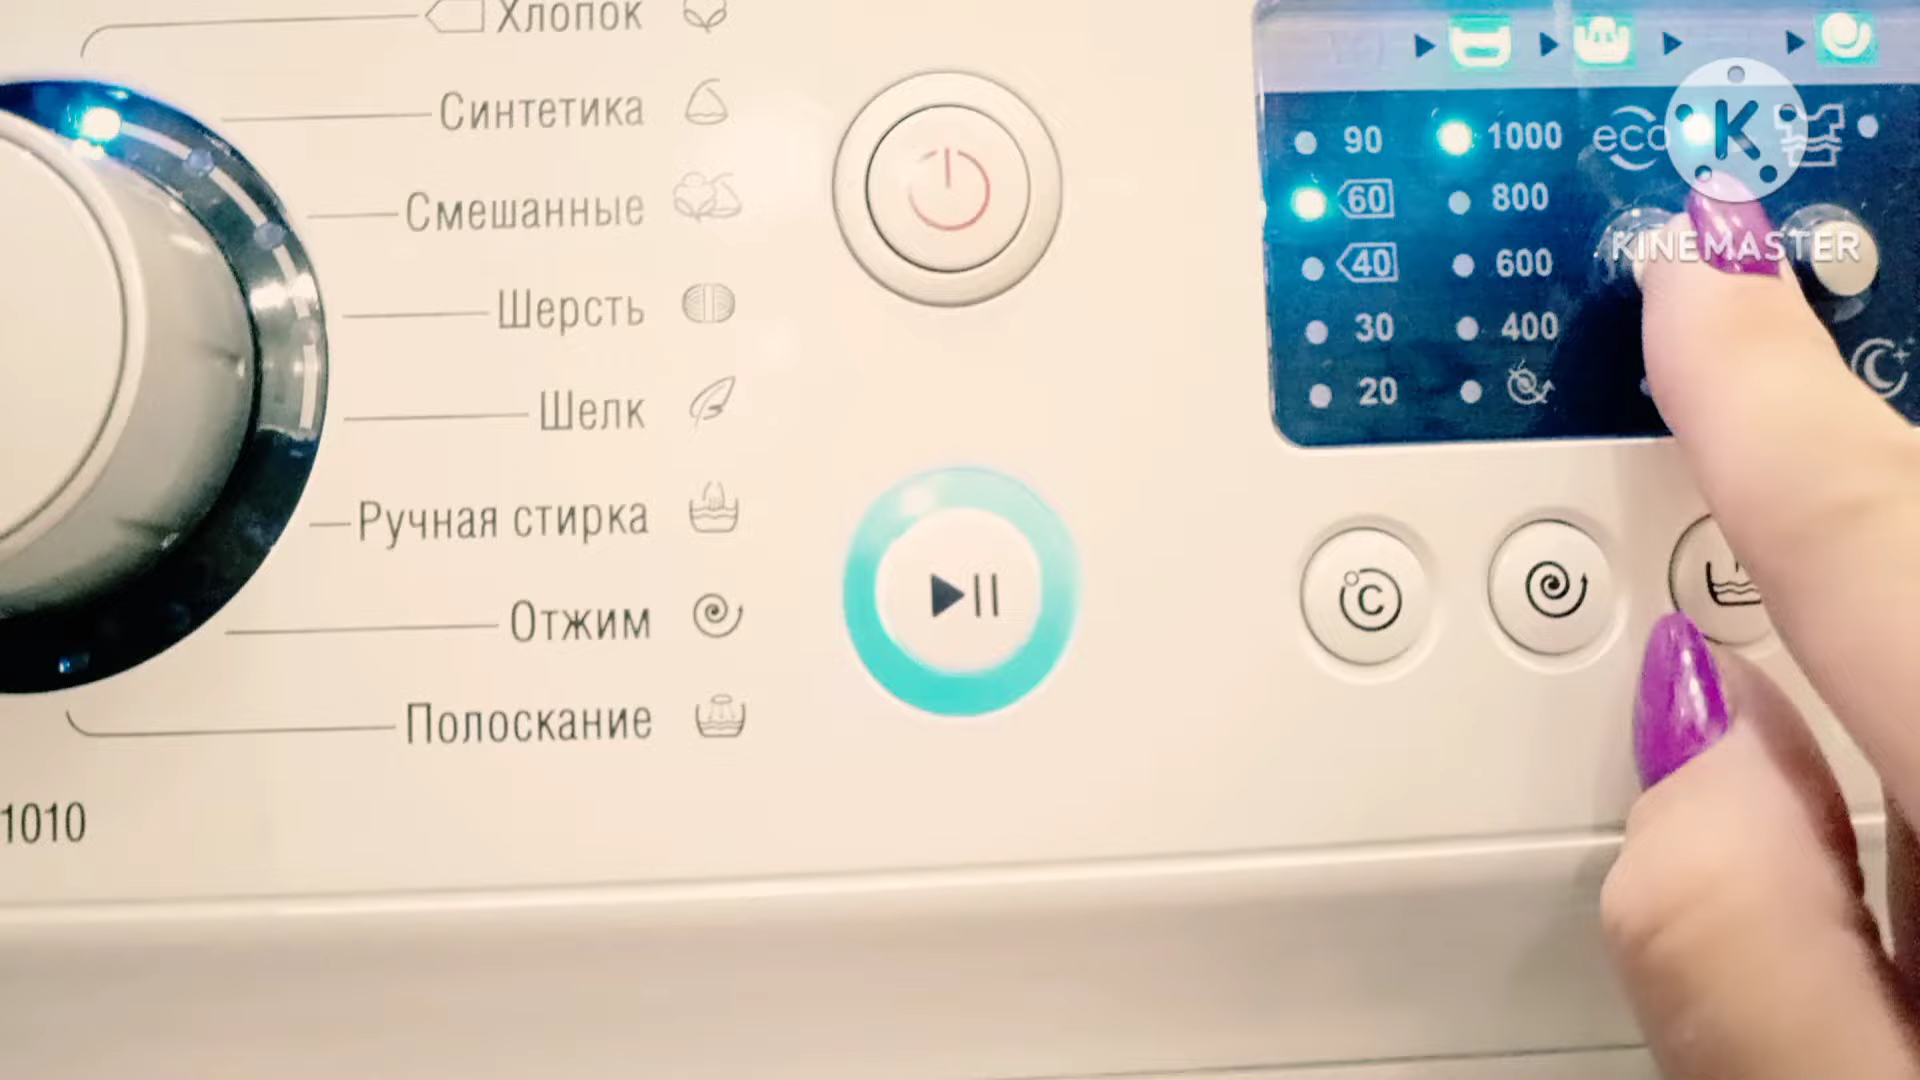 Хлопок
Синтетика
Смешанные
Шерсть
Шелк
Ручная стирка
Отжим
Полоскание
1010
90
60
40
30
20
1000
800
600
400
eco
K
KINEMASTER
°C